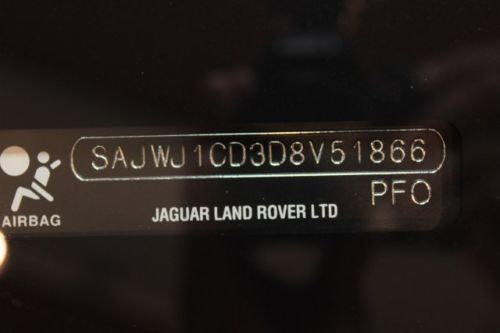 SAJWJ1CD3D8V51866
PFO
AIRBAG
JAGUAR LAND ROVER LTD